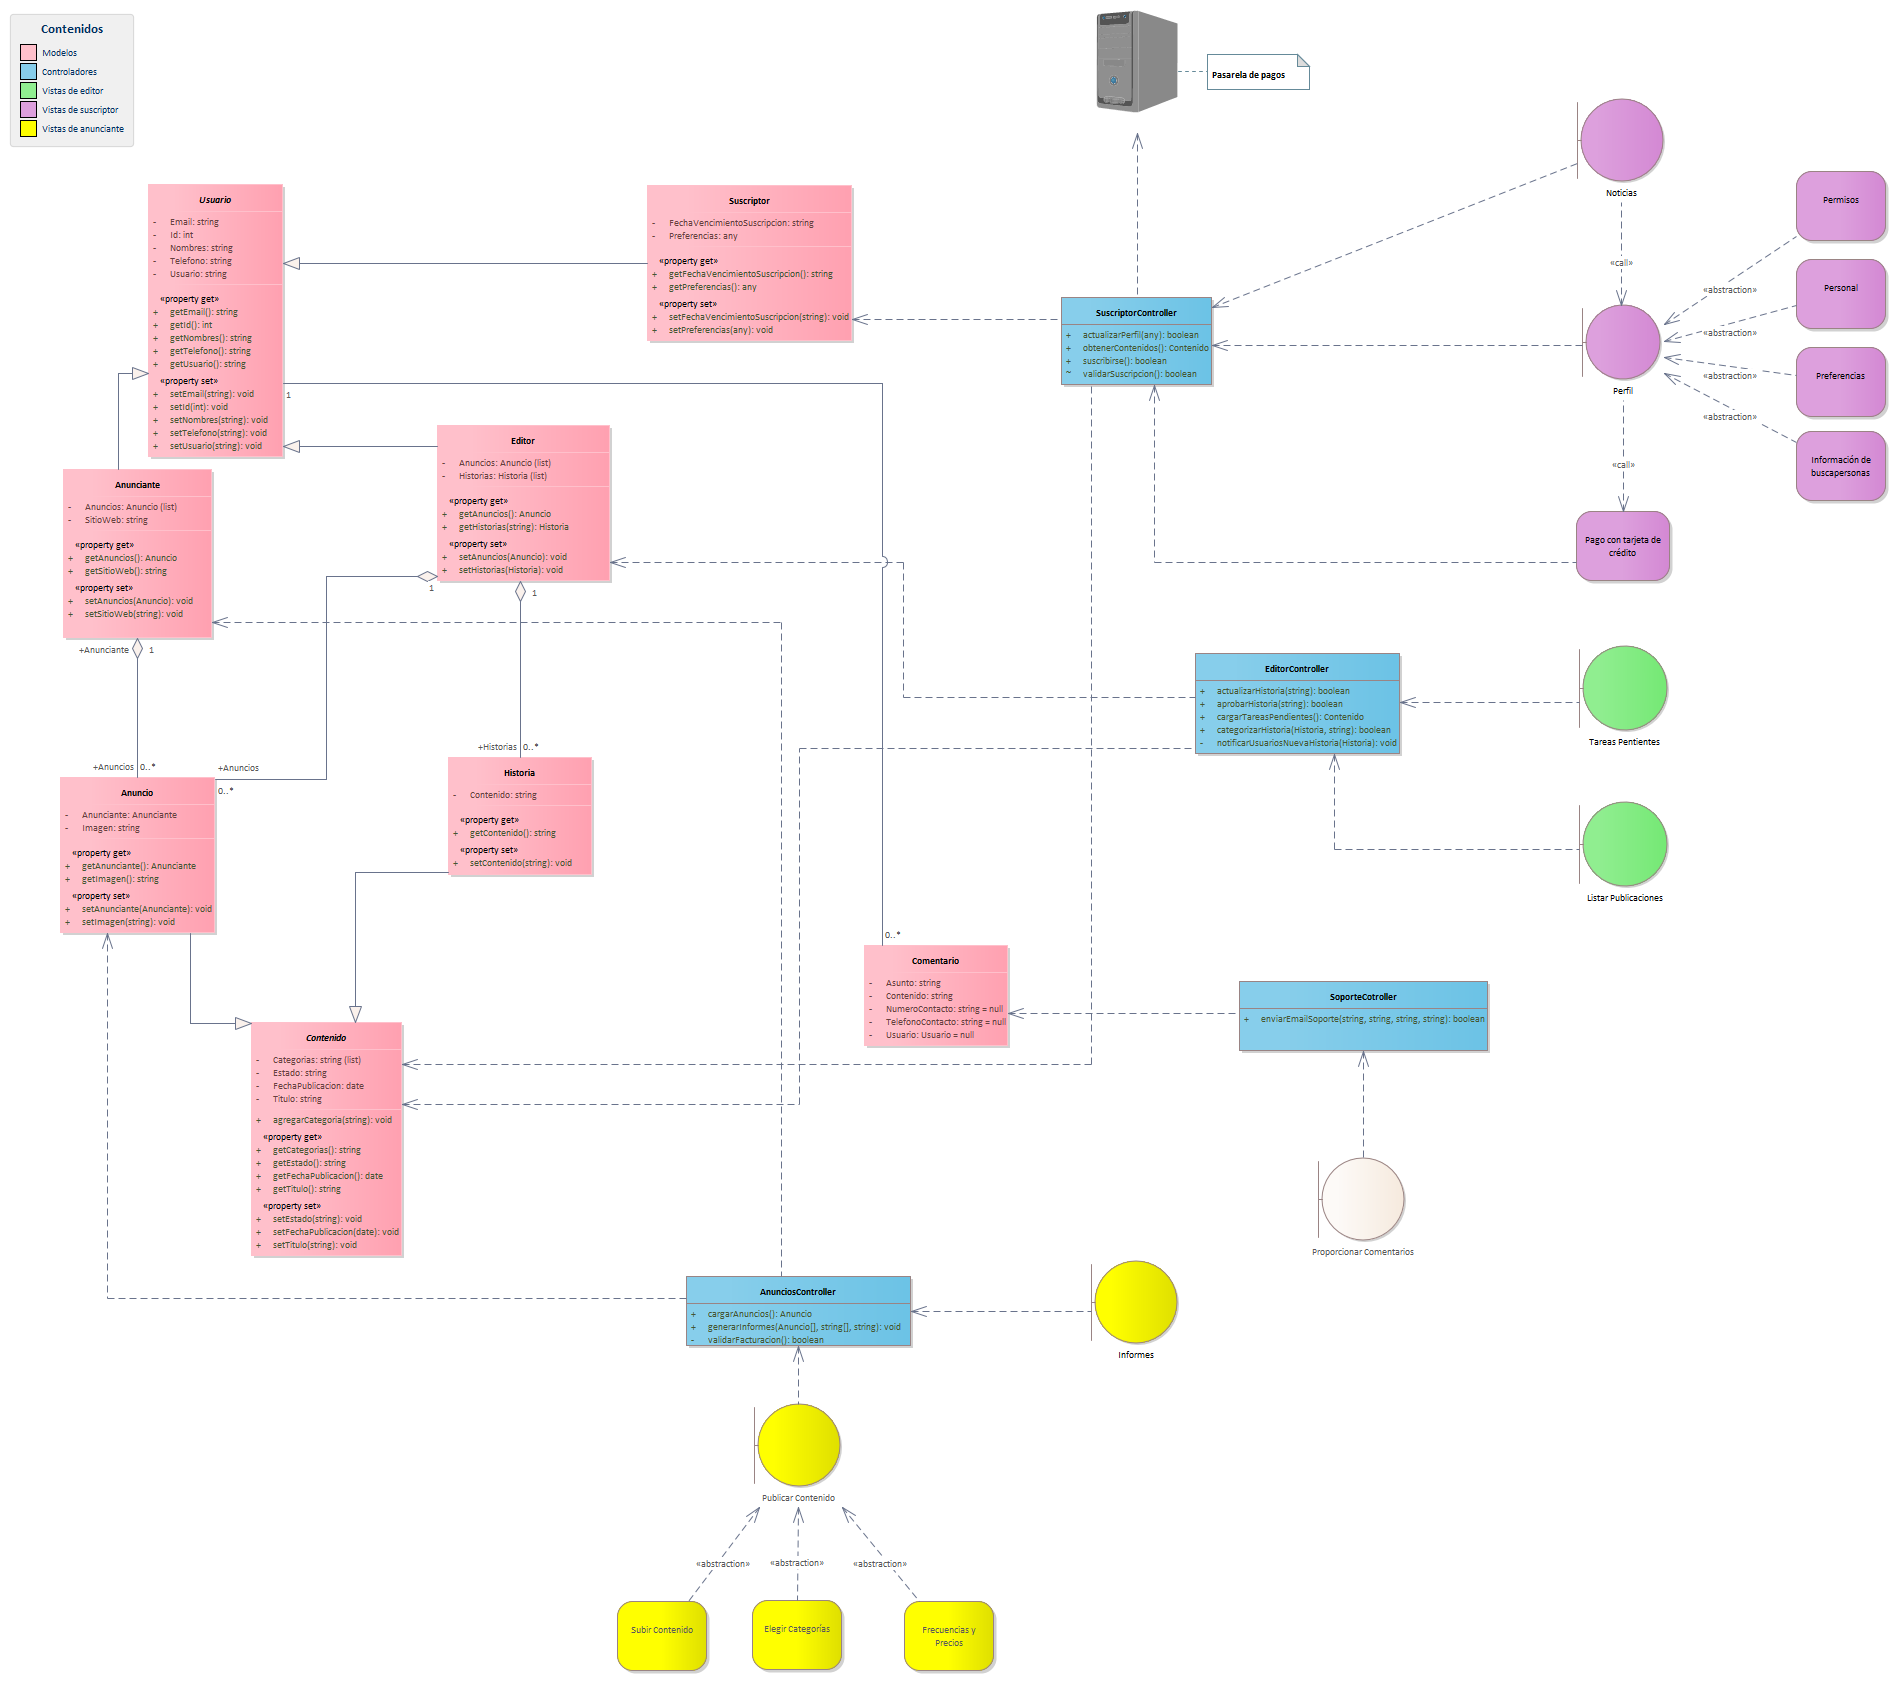 Contenidos
Modelos
Controladores
Vistas de editor
Vistas de suscriptor
Vistas de anunciante
Pasarela de pagos
Usuario
- Email: string
- Id: int
- Nombres: string
- Telefono: string
- Usuario: string
«property get»
+ getEmail(): string
+ getId(): int
+ getNombres(): string
+ getTelefono(): string
+ getUsuario(): string
«property set»
+ setEmail(string): void
+ setId(int): void
+ setNombres(string): void
+ setTelefono(string): void
+ setUsuario(string): void
1
Suscriptor
- FechaVencimientoSuscripcion: string
- Preferencias: any
«property get»
+ getFechaVencimientoSuscripcion(): string
+ getPreferencias(): any
«property set»
+ setFechaVencimientoSuscripcion(string): void
+ setPreferencias(any): void
SuscriptorController
+ actualizarPerfil(any): boolean
+ obtenerContenidos(): Contenido
+ suscribirse(): boolean
~ validarSuscripcion(): boolean
Noticias
«call»
Perfil
«call»
Permisos
«abstraction»
Personal
«abstraction»
Preferencias
«abstraction»
Información de
buscapersonas
«abstraction»
Pago con tarjeta de
crédito
Editor
- Anuncios: Anuncio (list)
- Historias: Historia (list)
«property get»
+ getAnuncios(): Anuncio
+ getHistorias(string): Historia
«property set»
+ setAnuncios(Anuncio): void
+ setHistorias(Historia): void
1
1
Anunciante
- Anuncios: Anuncio (list)
- SitioWeb: string
«property get»
+ getAnuncios(): Anuncio
+ getSitioWeb(): string
«property set»
+ setAnuncios(Anuncio): void
+ setSitioWeb(string): void
+Anunciante 1
EditorController
+ actualizarHistoria(string): boolean
+ aprobarHistoria(string): boolean
+ cargarTareasPendientes(): Contenido
+ categorizarHistoria(Historia, string): boolean
- notificarUsuariosNuevaHistoria(Historia): void
Tareas Pentientes
Listar Publicaciones
+Anuncios 0..*
+Anuncios
0..*
+Historias 0..*
Anuncio
- Anunciante: Anunciante
- Imagen: string
«property get»
+ getAnunciante(): Anunciante
+ getImagen(): string
«property set»
+ setAnunciante(Anunciante): void
+ setImagen(string): void
Historia
- Contenido: string
«property get»
+ getContenido(): string
«property set»
+ setContenido(string): void
0..*
Comentario
- Asunto: string
- Contenido: string
- NumeroContacto: string = null
- TelefonoContacto: string = null
- Usuario: Usuario = null
SoporteCotroller
+ enviarEmailSoporte(string, string, string, string): boolean
Proporcionar Comentarios
Contenido
- Categorias: string (list)
- Estado: string
- FechaPublicacion: date
- Titulo: string
+ agregarCategoria(string): void
«property get»
+ getCategorias(): string
+ getEstado(): string
+ getFechaPublicacion(): date
+ getTitulo(): string
«property set»
+ setEstado(string): void
+ setFechaPublicacion(date): void
+ setTitulo(string): void
AnunciosController
+ cargarAnuncios(): Anuncio
+ generarInformes(Anuncio[], string[], string): void
- validarFacturacion(): boolean
Informes
Publicar Contenido
«abstraction»
«abstraction»
«abstraction»
Subir Contenido
Elegir Categorías
Frecuencias y
Precios